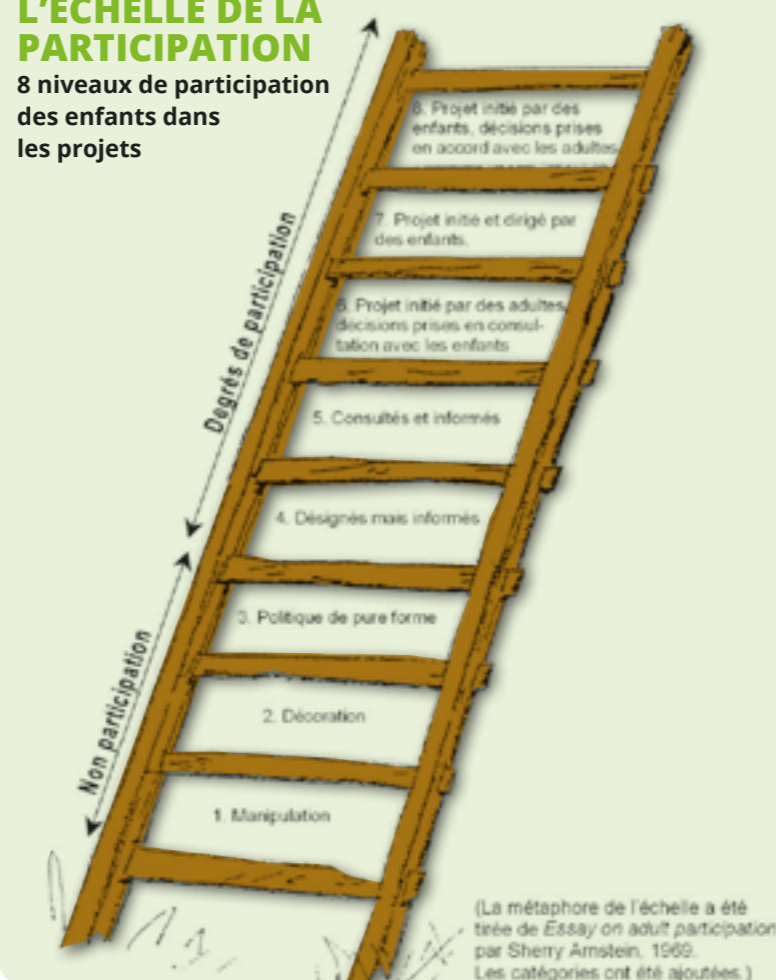 L'ÉCHELLE DE LA
PARTICIPATION
8 niveaux de participation
des enfants dans
les projets
8. Projet initié par des
enfants, décisions prises
en accord avec les adultes
7. Projet initié et dirigé par
des enfants.
6. Projet initié par des adultes,
décisions prises en consul-
tation avec les enfants
5. Consultés et informés
4. Désignés mais informés
3. Politique de pure forme
2. Décoration
1. Manipulation
Degrés de participation
Non participation
(La métaphore de l'échelle a été
tirée de Essay on adult participation
par Sherry Arnstein, 1969.
Les catégories ont été ajoutées.)